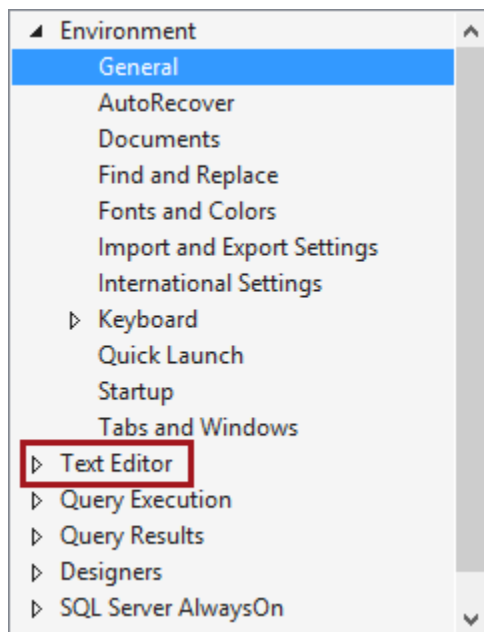 Environment
General
AutoRecover
Documents
Find and Replace
Fonts and Colors
Import and Export Settings
International Settings
Keyboard
Quick Launch
Startup
Tabs and Windows
Text Editor
Query Execution
Query Results
Designers
SQL Server AlwaysOn